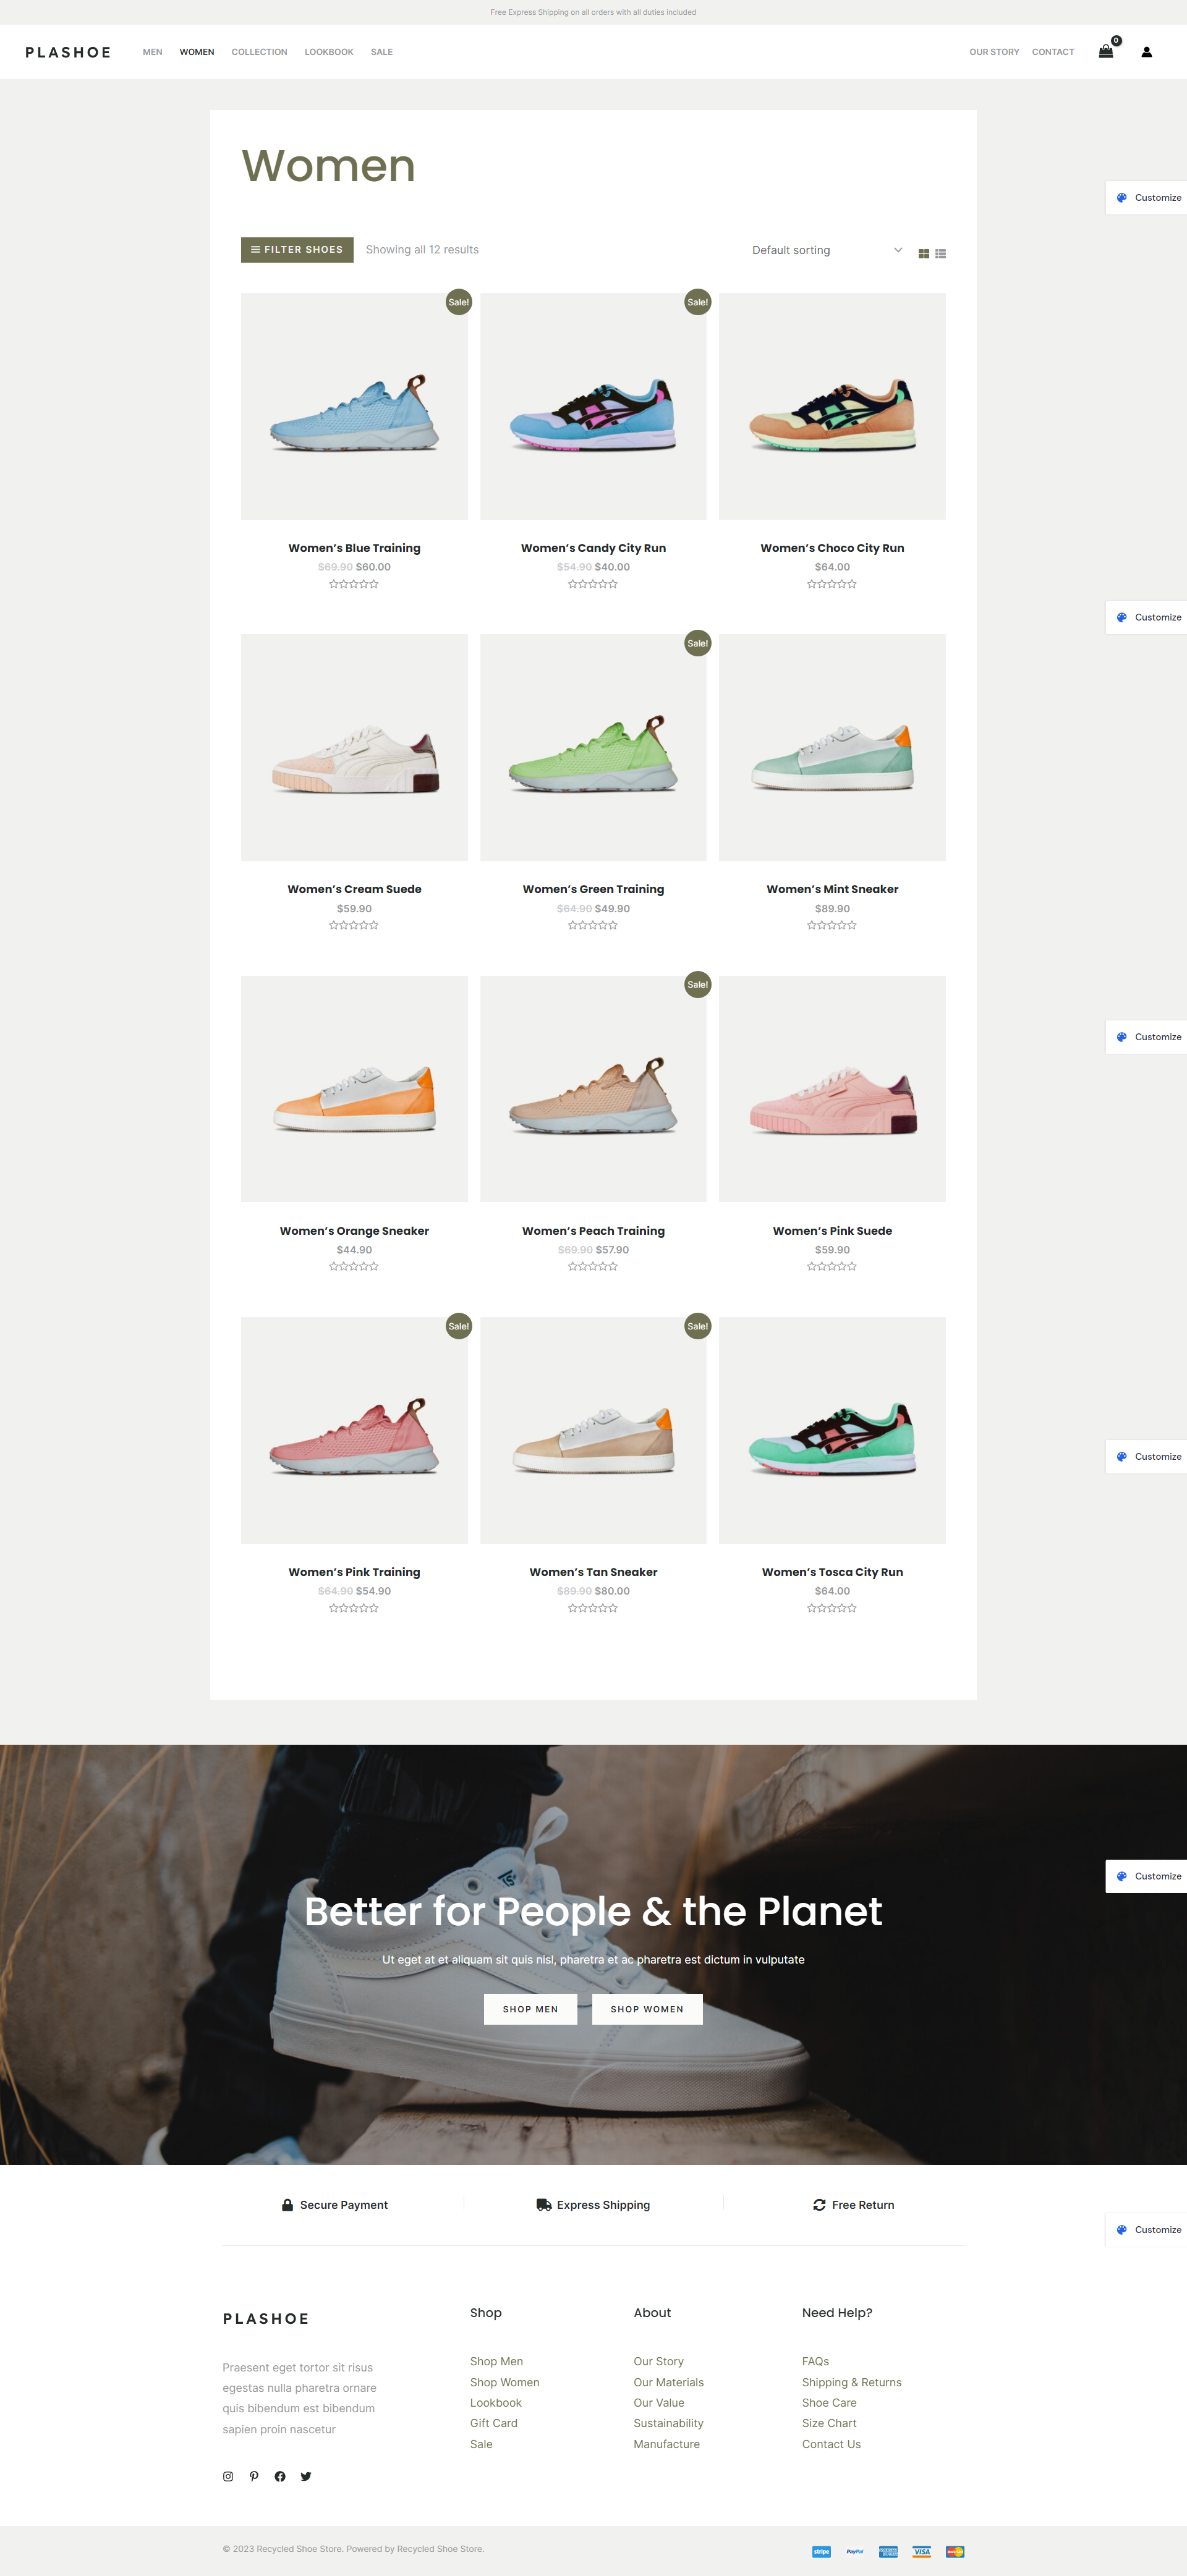 Free Express Shipping on all orders with all duties included
PLASHOE
MEN
WOMEN
COLLECTION
LOOKBOOK
SALE
OUR STORY
CONTACT
0
Women
Customize
FILTER SHOES
Showing all 12 results
Default sorting
Sale!
Sale!
Women's Blue Training
$69.90 $60.00
Women's Candy City Run
$54.90 $40.00
Women's Choco City Run
$64.00
Customize
Sale!
Women's Cream Suede
$59.90
Women's Green Training
$64.90 $49.90
Women's Mint Sneaker
$89.90
Sale!
Customize
Women's Orange Sneaker
$44.90
Women's Peach Training
$69.90 $57.90
Women's Pink Suede
$59.90
Sale!
Sale!
Customize
Women's Pink Training
$64.90 $54.90
Women's Tan Sneaker
$89.90 $80.00
Women's Tosca City Run
$64.00
Customize
Better for People & the Planet
Ut eget at et aliquam sit quis nisl, pharetra et ac pharetra est dictum in vulputate
SHOP MEN
SHOP WOMEN
Secure Payment
Express Shipping
Free Return
Customize
PLASHOE
Praesent eget tortor sit risus
egestas nulla pharetra ornare
quis bibendum est bibendum
sapien proin nascetur
Shop
Shop Men
Shop Women
Lookbook
Gift Card
Sale
About
Our Story
Our Materials
Our Value
Sustainability
Manufacture
Need Help?
FAQs
Shipping & Returns
Shoe Care
Size Chart
Contact Us
© 2023 Recycled Shoe Store. Powered by Recycled Shoe Store.
stripe
PayPal
VISA